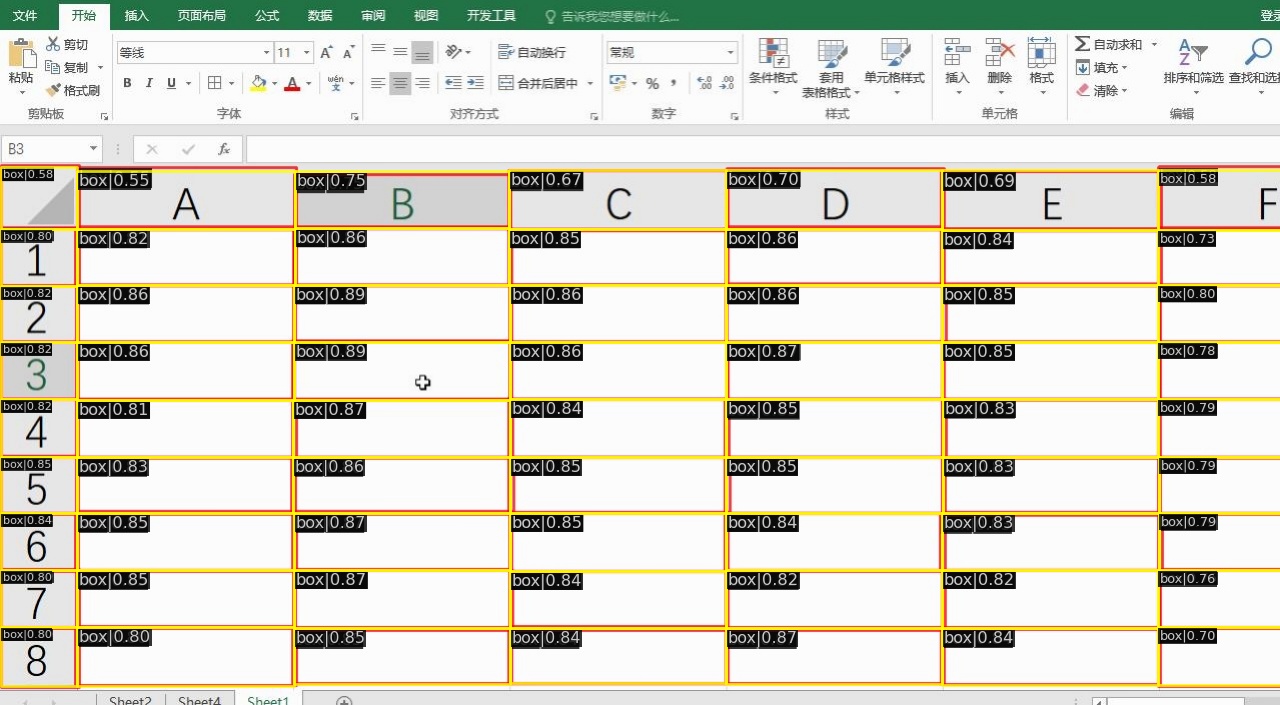 文件 开始 插入 页面布局 公式 数据 审阅 视图 开发工具 告诉我您想要做什么...
剪切 等线 11 自动换行 常规 自动求和
粘贴 复制 条件格式 套用 单元格样式 插入 删除 格式 填充 排序和筛选
格式刷 B I U A wén 合并后居中 % 表格格式 清除
剪贴板 字体 对齐方式 数字 样式 单元格 编辑
B3 fx
box|0.58 box|0.55 box|0.75 box|0.67 box|0.70 box|0.69 box|0.58
A B C D E F
box|0.80 box|0.82 box|0.86 box|0.85 box|0.86 box|0.84 box|0.73
1
box|0.82 box|0.86 box|0.89 box|0.86 box|0.86 box|0.85 box|0.80
2
box|0.82 box|0.86 box|0.89 box|0.86 box|0.87 box|0.85 box|0.78
3
box|0.82 box|0.81 box|0.87 box|0.84 box|0.85 box|0.83 box|0.79
4
box|0.85 box|0.83 box|0.86 box|0.85 box|0.85 box|0.83 box|0.79
5
box|0.84 box|0.85 box|0.87 box|0.85 box|0.84 box|0.83 box|0.79
6
box|0.80 box|0.85 box|0.87 box|0.84 box|0.82 box|0.82 box|0.76
7
box|0.80 box|0.80 box|0.85 box|0.84 box|0.87 box|0.84 box|0.70
8
Sheet2 Sheet4 Sheet1